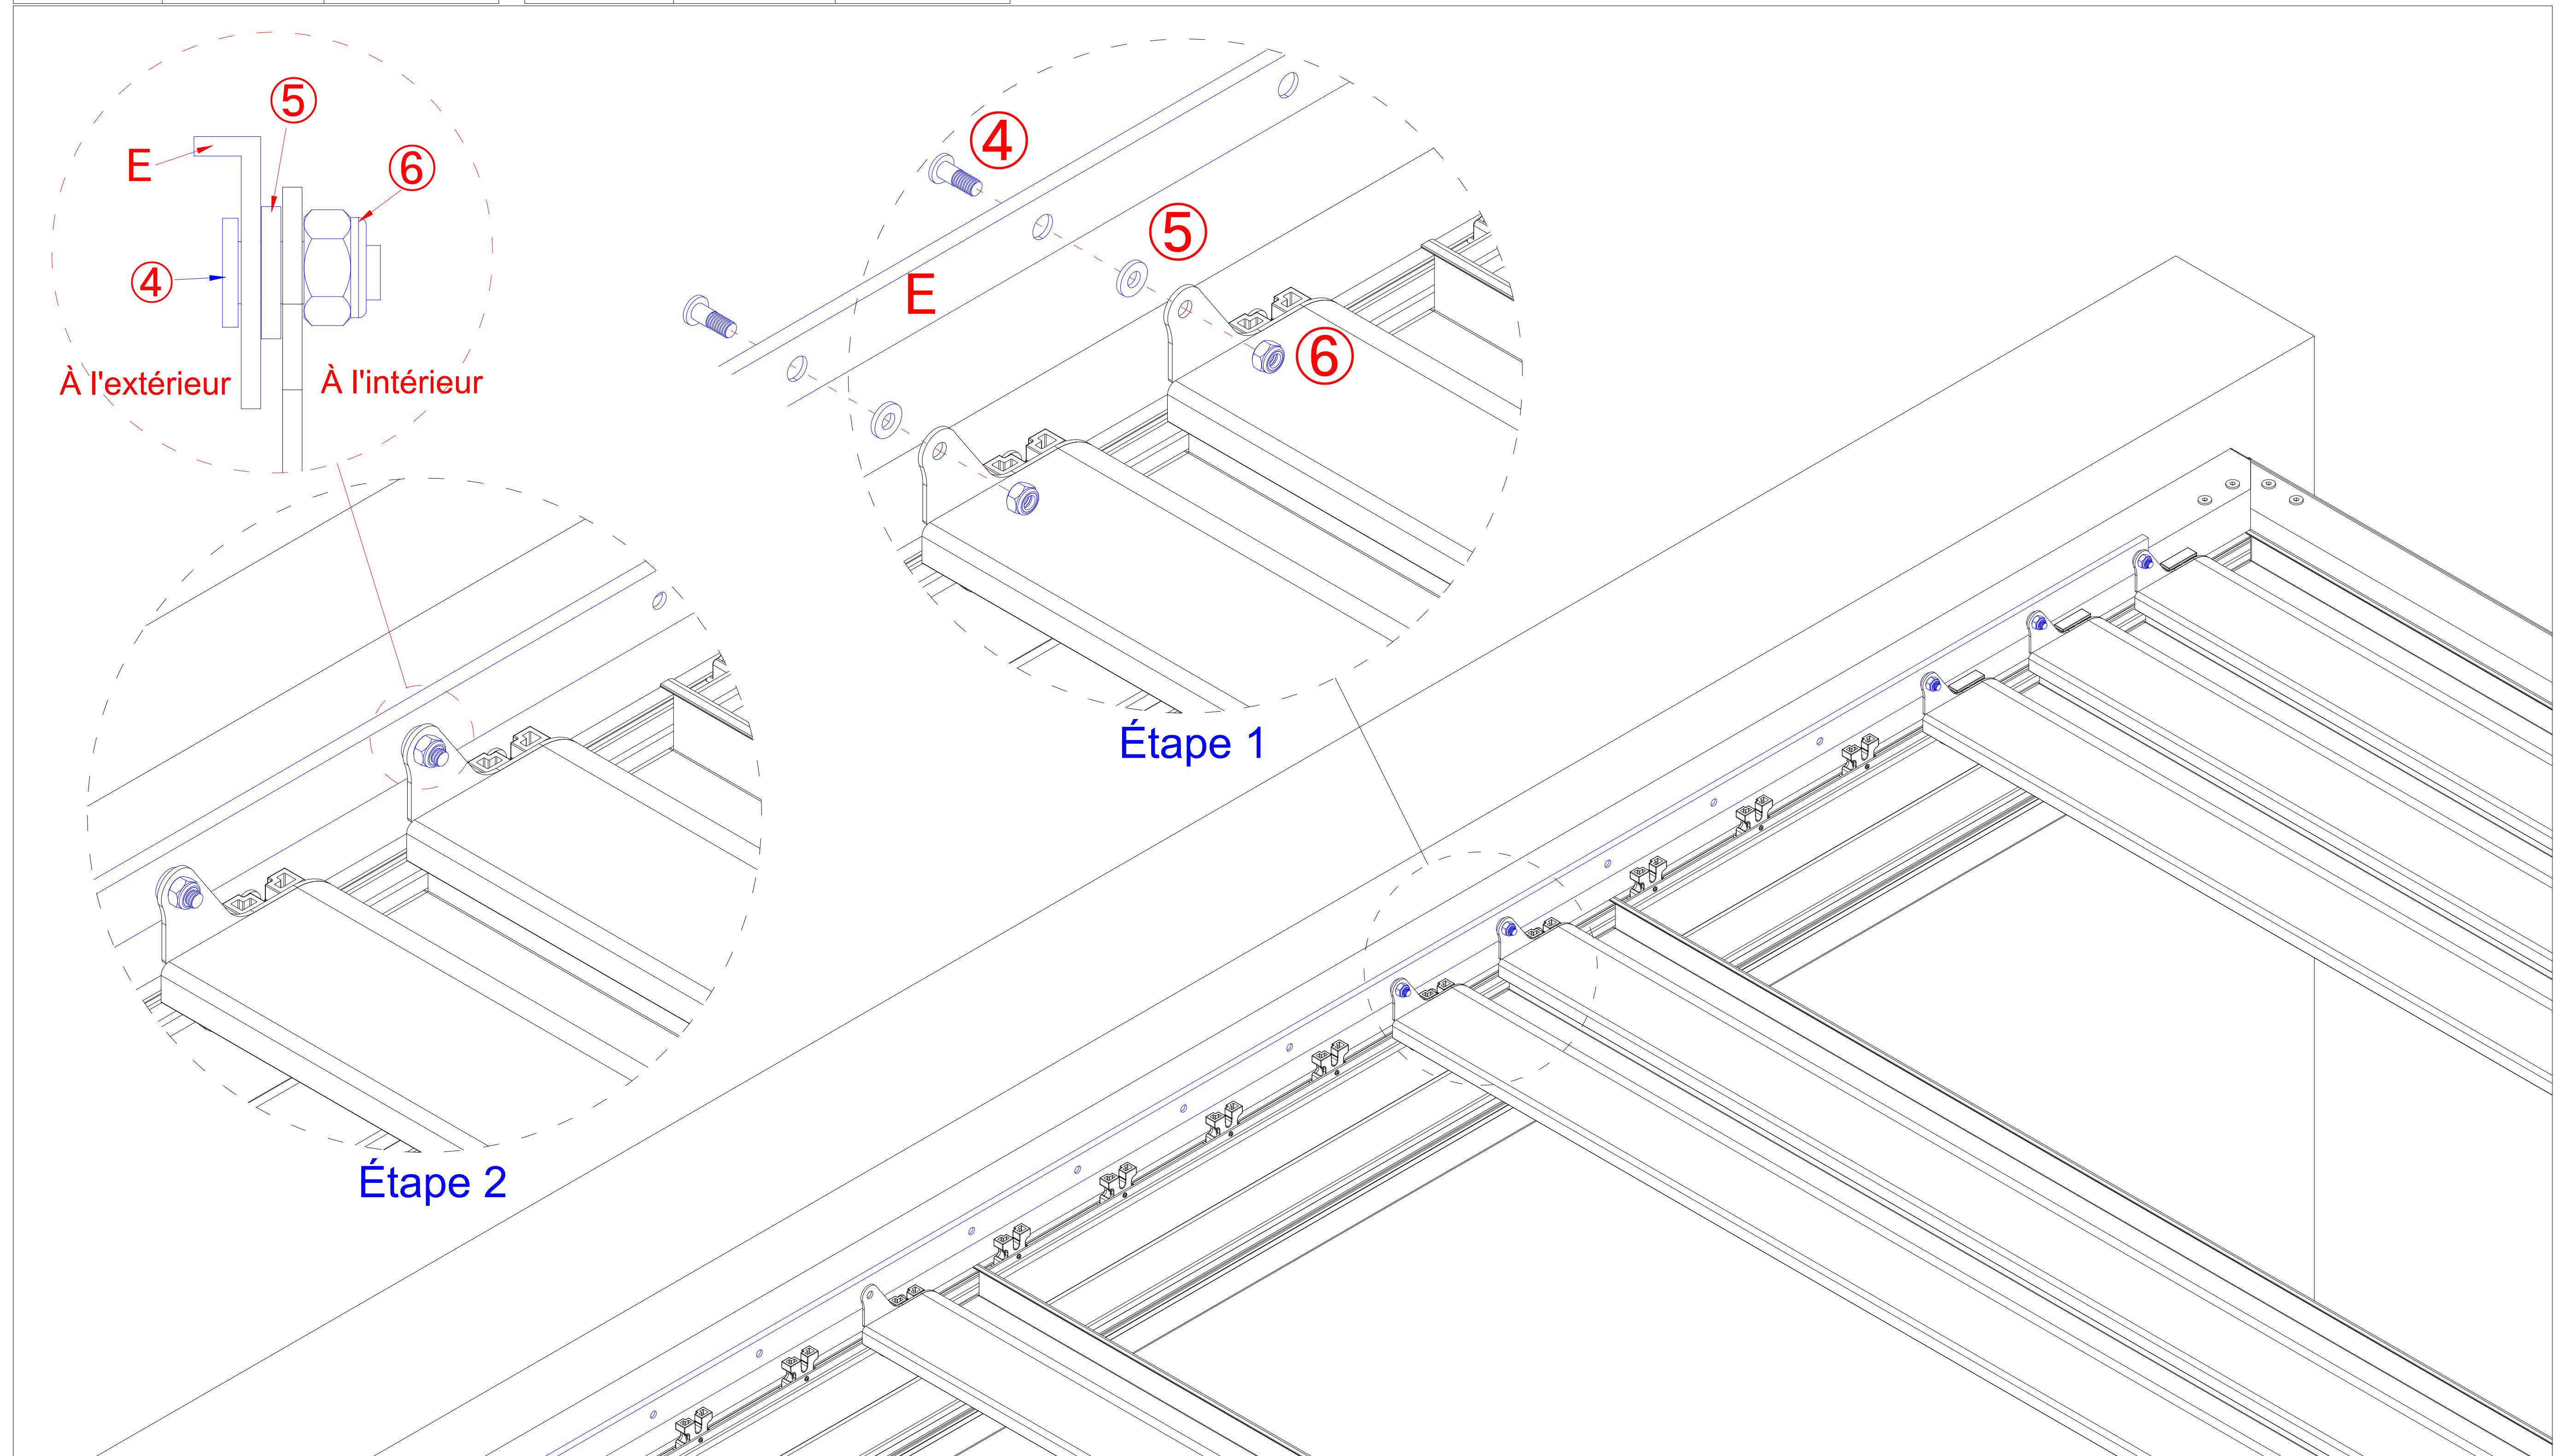 ⑤
E
⑥
④
À l'extérieur
À l'intérieur
④
⑤
E
⑥
Étape 1
Étape 2